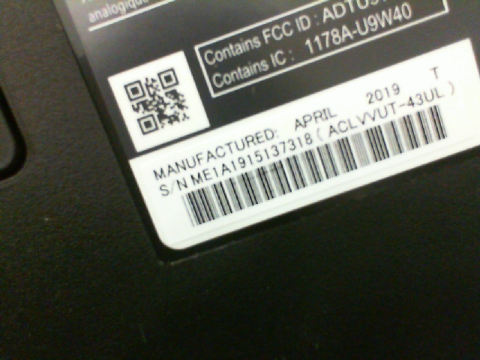 analogique
Contains FCC ID : ADTU9
Contains IC : 1178A-U9W40
MANUFACTURED: APRIL 2019 T
S/N ME1A1915137318 ( ACLVVUT-43UL )